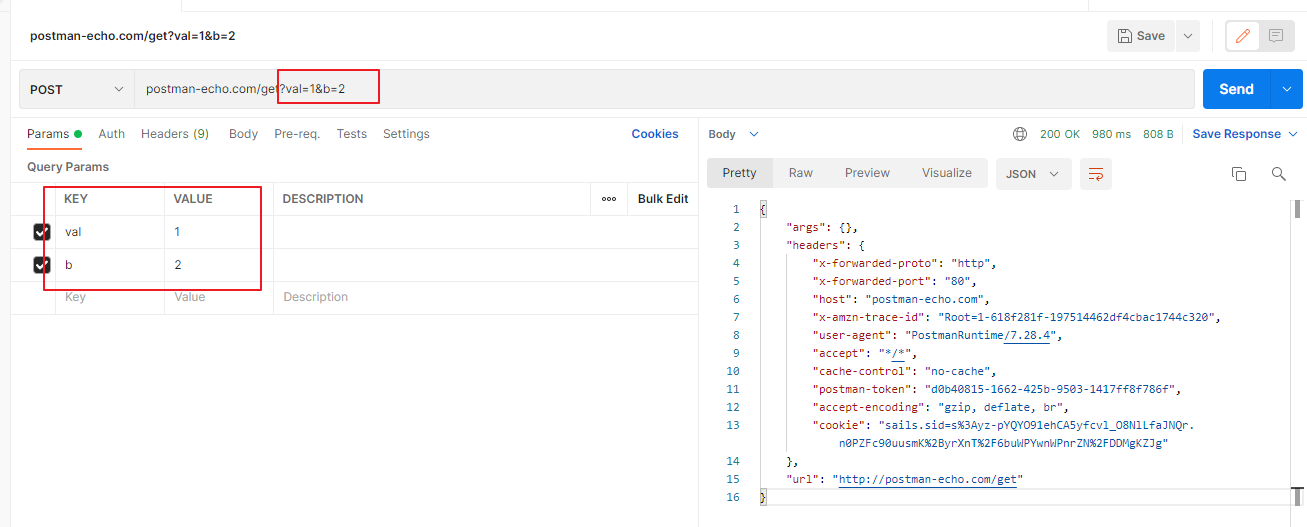 postman-echo.com/get?val=1&b=2
Save
POST
postman-echo.com/get?val=1&b=2
Send
Params
Auth
Headers (9)
Body
Pre-req.
Tests
Settings
Cookies
Query Params
KEY VALUE DESCRIPTION ooo Bulk Edit
val 1
b 2
Key Value Description
Body
200 OK 980 ms 808 B Save Response
Pretty Raw Preview Visualize JSON
1 {
2 "args": {},
3 "headers": {
4 "x-forwarded-proto": "http",
5 "x-forwarded-port": "80",
6 "host": "postman-echo.com",
7 "x-amzn-trace-id": "Root=1-618f281f-197514462df4cbac1744c320",
8 "user-agent": "PostmanRuntime/7.28.4",
9 "accept": "*/*",
10 "cache-control": "no-cache",
11 "postman-token": "d0b40815-1662-425b-9503-1417ff8f786f",
12 "accept-encoding": "gzip, deflate, br",
13 "cookie": "sails.sid=s%3Ayz-pYQYO91ehCA5yfcvl_O8NlLfaJNQr.
n0PZFc90uusmK%2ByrXnT%2F6buWPYwnWPnrZN%2FDDMgKZJg"
14 },
15 "url": "http://postman-echo.com/get"
16 }